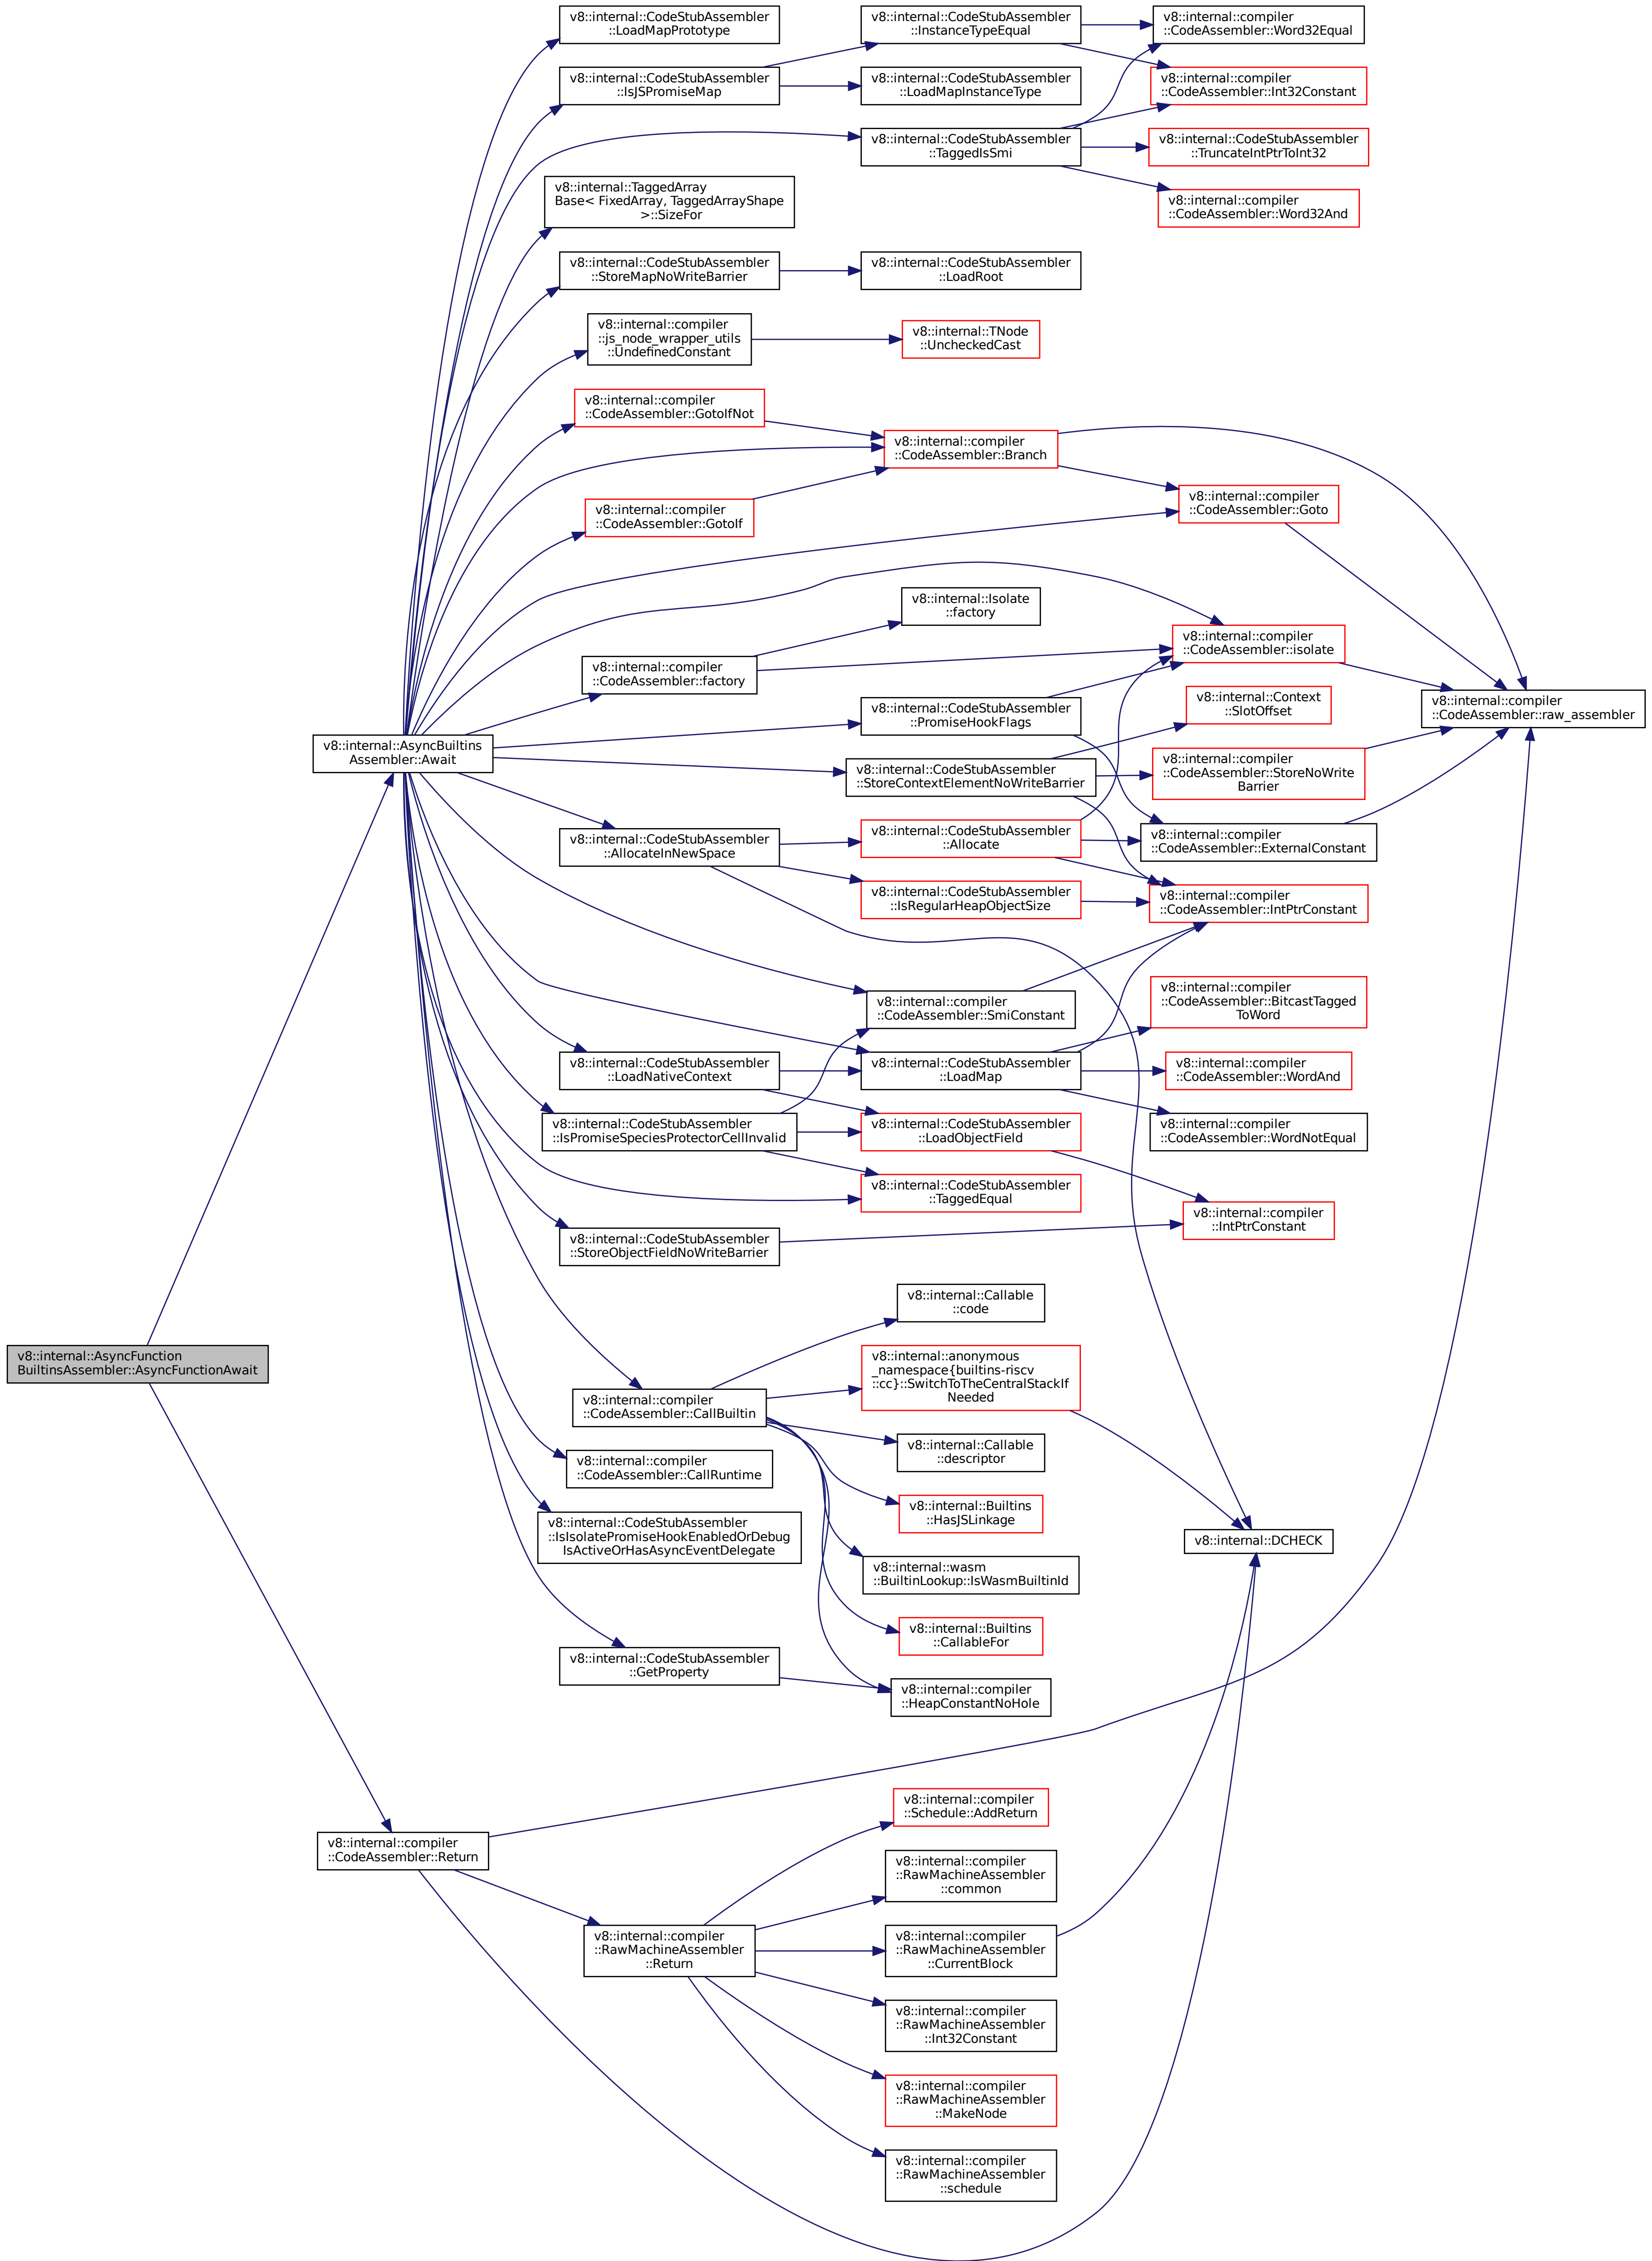 v8::internal::CodeStubAssembler
::LoadMapPrototype
v8::internal::CodeStubAssembler
::InstanceTypeEqual
v8::internal::compiler
::CodeAssembler::Word32Equal
v8::internal::CodeStubAssembler
::IsJSPromiseMap
v8::internal::CodeStubAssembler
::LoadMapInstanceType
v8::internal::compiler
::CodeAssembler::Int32Constant
v8::internal::CodeStubAssembler
::TaggedIsSmi
v8::internal::CodeStubAssembler
::TruncateIntPtrToInt32
v8::internal::TaggedArray
Base< FixedArray, TaggedArrayShape
>::SizeFor
v8::internal::compiler
::CodeAssembler::Word32And
v8::internal::CodeStubAssembler
::StoreMapNoWriteBarrier
v8::internal::CodeStubAssembler
::LoadRoot
v8::internal::compiler
::js_node_wrapper_utils
::UndefinedConstant
v8::internal::TNode
::UncheckedCast
v8::internal::compiler
::CodeAssembler::GotoIfNot
v8::internal::compiler
::CodeAssembler::Branch
v8::internal::compiler
::CodeAssembler::GotoIf
v8::internal::compiler
::CodeAssembler::Goto
v8::internal::Isolate
::factory
v8::internal::compiler
::CodeAssembler::isolate
v8::internal::compiler
::CodeAssembler::factory
v8::internal::CodeStubAssembler
::PromiseHookFlags
v8::internal::Context
::SlotOffset
v8::internal::compiler
::CodeAssembler::raw_assembler
v8::internal::AsyncBuiltins
Assembler::Await
v8::internal::CodeStubAssembler
::StoreContextElementNoWriteBarrier
v8::internal::compiler
::CodeAssembler::StoreNoWrite
Barrier
v8::internal::CodeStubAssembler
::AllocateInNewSpace
v8::internal::CodeStubAssembler
::Allocate
v8::internal::compiler
::CodeAssembler::ExternalConstant
v8::internal::CodeStubAssembler
::IsRegularHeapObjectSize
v8::internal::compiler
::CodeAssembler::IntPtrConstant
v8::internal::compiler
::CodeAssembler::SmiConstant
v8::internal::compiler
::CodeAssembler::BitcastTagged
ToWord
v8::internal::CodeStubAssembler
::LoadNativeContext
v8::internal::CodeStubAssembler
::LoadMap
v8::internal::compiler
::CodeAssembler::WordAnd
v8::internal::CodeStubAssembler
::IsPromiseSpeciesProtectorCellInvalid
v8::internal::CodeStubAssembler
::LoadObjectField
v8::internal::compiler
::CodeAssembler::WordNotEqual
v8::internal::CodeStubAssembler
::TaggedEqual
v8::internal::compiler
::IntPtrConstant
v8::internal::CodeStubAssembler
::StoreObjectFieldNoWriteBarrier
v8::internal::Callable
::code
v8::internal::AsyncFunction
BuiltinsAssembler::AsyncFunctionAwait
v8::internal::anonymous
_namespace{builtins-riscv
::cc}::SwitchToTheCentralStackIf
Needed
v8::internal::compiler
::CodeAssembler::CallBuiltin
v8::internal::Callable
::descriptor
v8::internal::compiler
::CodeAssembler::CallRuntime
v8::internal::Builtins
::HasJSLinkage
v8::internal::CodeStubAssembler
::IsIsolatePromiseHookEnabledOrDebug
IsActiveOrHasAsyncEventDelegate
v8::internal::DCHECK
v8::internal::wasm
::BuiltinLookup::IsWasmBuiltinId
v8::internal::Builtins
::CallableFor
v8::internal::CodeStubAssembler
::GetProperty
v8::internal::compiler
::HeapConstantNoHole
v8::internal::compiler
::Schedule::AddReturn
v8::internal::compiler
::CodeAssembler::Return
v8::internal::compiler
::RawMachineAssembler
::common
v8::internal::compiler
::RawMachineAssembler
::Return
v8::internal::compiler
::RawMachineAssembler
::CurrentBlock
v8::internal::compiler
::RawMachineAssembler
::Int32Constant
v8::internal::compiler
::RawMachineAssembler
::MakeNode
v8::internal::compiler
::RawMachineAssembler
::schedule